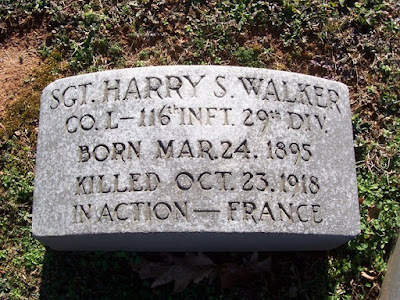 SGT. HARRY S. WALKER
CO. L–116TH INFT. 29TH DIV.
BORN MAR. 24. 1895
KILLED OCT. 23. 1918
IN ACTION — FRANCE